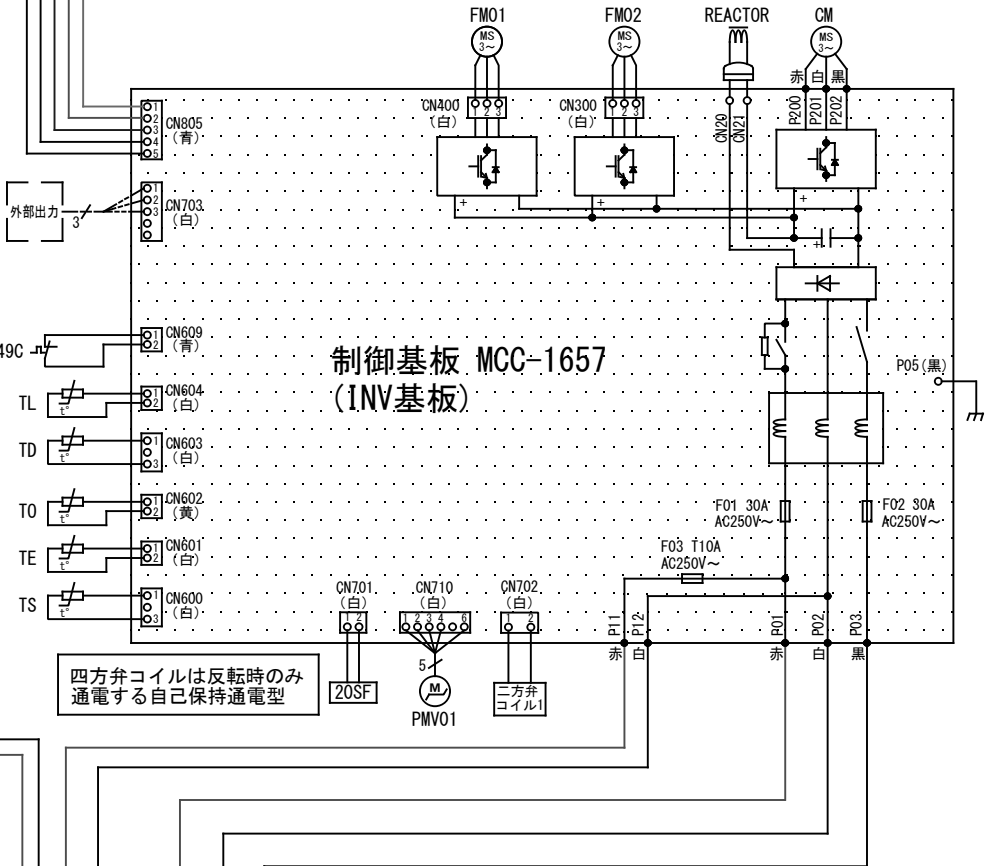 FM01
FM02
REACTOR
CM
MS
3～
MS
3～
MS
3～
赤 白 黒
P200
P201
P202
CN20
CN21
CN400
(白)
1 2 3
CN300
(白)
1 2 3
+
+
+
+
1
2
3
4
5
CN805
(青)
外部出力
3
1
2
3
CN703
(白)
49C
1
2
CN609
(青)
TL
t°
1
2
CN604
(白)
TD
t°
1
3
CN603
(白)
TO
t°
1
2
CN602
(黄)
TE
t°
1
2
CN601
(白)
TS
t°
1
3
CN600
(白)
制御基板 MCC-1657
(INV基板)
P05(黒)
F01 30A
AC250V～
F02 30A
AC250V～
F03 T10A
AC250V～
P11
P12
P01
P02
P03
赤 白
赤 白 黒
CN701
(白)
1 2
CN710
(白)
1 2 3 4 6
CN702
(白)
1 2
20SF
5
M
PMV01
二方弁
コイル1
四方弁コイルは反転時のみ
通電する自己保持通電型